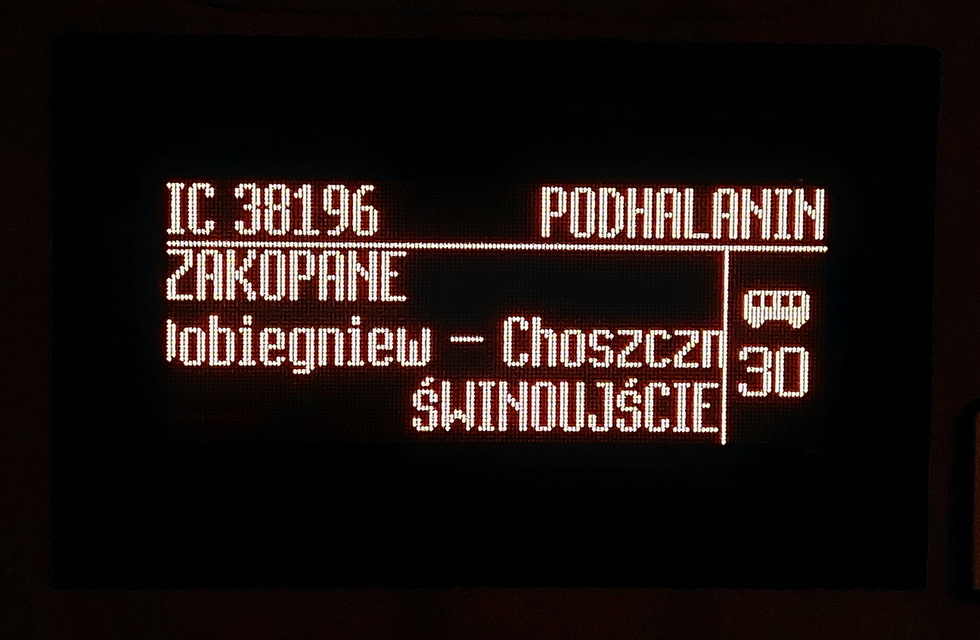 IC 38196 PODHALANIN
ZAKOPANE
obiegniew – Choszczn
ŚWINOUJŚCIE
30